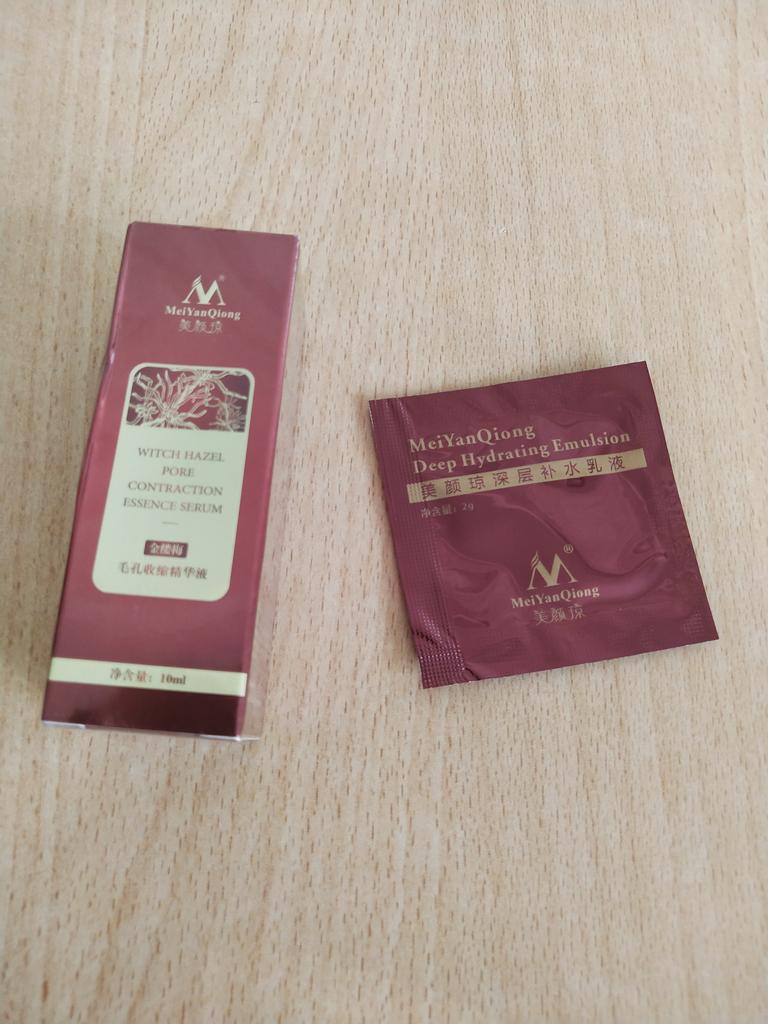 MeiYanQiong
美颜琼
WITCH HAZEL
PORE
CONTRACTION
ESSENCE SERUM
金缕梅
毛孔收缩精华液
净含量：10ml
MeiYanQiong
Deep Hydrating Emulsion
美颜琼深层补水乳液
净含量：2g
®
MeiYanQiong
美颜琼